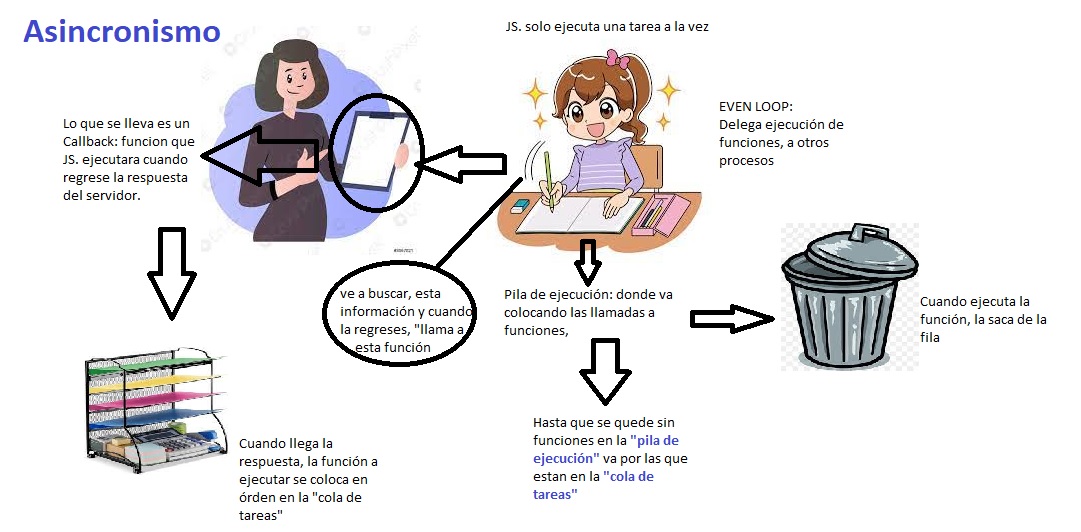 Asincronismo
JS. solo ejecuta una tarea a la vez
EVEN LOOP:
Delega ejecución de
funciones, a otros
procesos
Lo que se lleva es un
Callback: funcion que
JS. ejecutara cuando
regrese la respuesta
del servidor.
ve a buscar, esta
información y cuando
la regreses, "llama a
esta función
Pila de ejecución: donde va
colocando las llamadas a
funciones,
Cuando ejecuta la
función, la saca de la
fila
Hasta que se quede sin
funciones en la "pila de
ejecución" va por las que
estan en la "cola de
tareas"
Cuando llega la
respuesta, la función a
ejecutar se coloca en
órden en la "cola de
tareas"